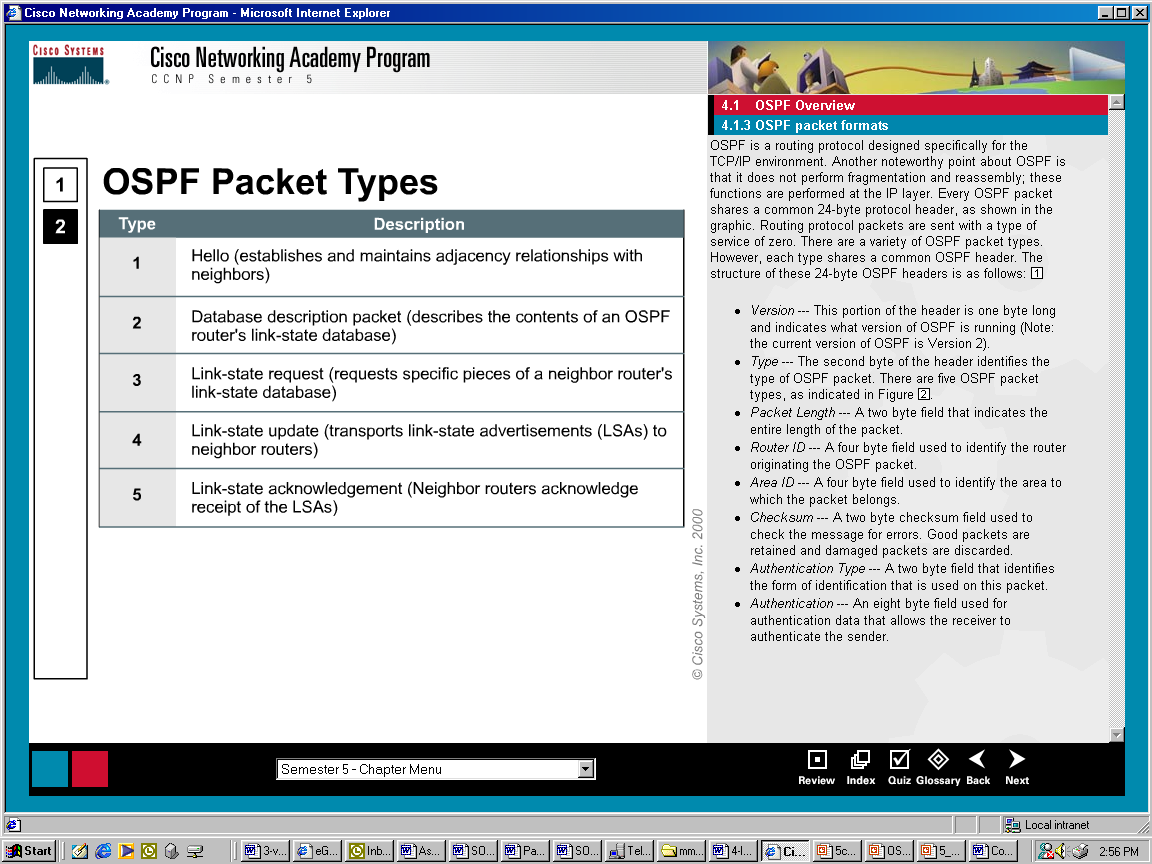 Cisco Networking Academy Program - Microsoft Internet Explorer
CISCO SYSTEMS
Cisco Networking Academy Program
CCNP Semester 5
1
2
OSPF Packet Types
Type Description
1 Hello (establishes and maintains adjacency relationships with
neighbors)
2 Database description packet (describes the contents of an OSPF
router's link-state database)
3 Link-state request (requests specific pieces of a neighbor router's
link-state database)
4 Link-state update (transports link-state advertisements (LSAs) to
neighbor routers)
5 Link-state acknowledgement (Neighbor routers acknowledge
receipt of the LSAs)
© Cisco Systems, Inc. 2000
4.1 OSPF Overview
4.1.3 OSPF packet formats
OSPF is a routing protocol designed specifically for the
TCP/IP environment. Another noteworthy point about OSPF is
that it does not perform fragmentation and reassembly; these
functions are performed at the IP layer. Every OSPF packet
shares a common 24-byte protocol header, as shown in the
graphic. Routing protocol packets are sent with a type of
service of zero. There are a variety of OSPF packet types.
However, each type shares a common OSPF header. The
structure of these 24-byte OSPF headers is as follows: 1
• Version --- This portion of the header is one byte long
and indicates what version of OSPF is running (Note:
the current version of OSPF is Version 2).
• Type --- The second byte of the header identifies the
type of OSPF packet. There are five OSPF packet
types, as indicated in Figure 2.
• Packet Length --- A two byte field that indicates the
entire length of the packet.
• Router ID --- A four byte field used to identify the router
originating the OSPF packet.
• Area ID --- A four byte field used to identify the area to
which the packet belongs.
• Checksum --- A two byte checksum field used to
check the message for errors. Good packets are
retained and damaged packets are discarded.
• Authentication Type --- A two byte field that identifies
the form of identification that is used on this packet.
• Authentication --- An eight byte field used for
authentication data that allows the receiver to
authenticate the sender.
Semester 5 - Chapter Menu
Review Index Quiz Glossary Back Next
Local intranet
Start 3-v... eG... Inb... As... SO... Pa... SO... Tel... mm... 4-I... Ci... 5c... OS... 5_... Co... 2:56 PM